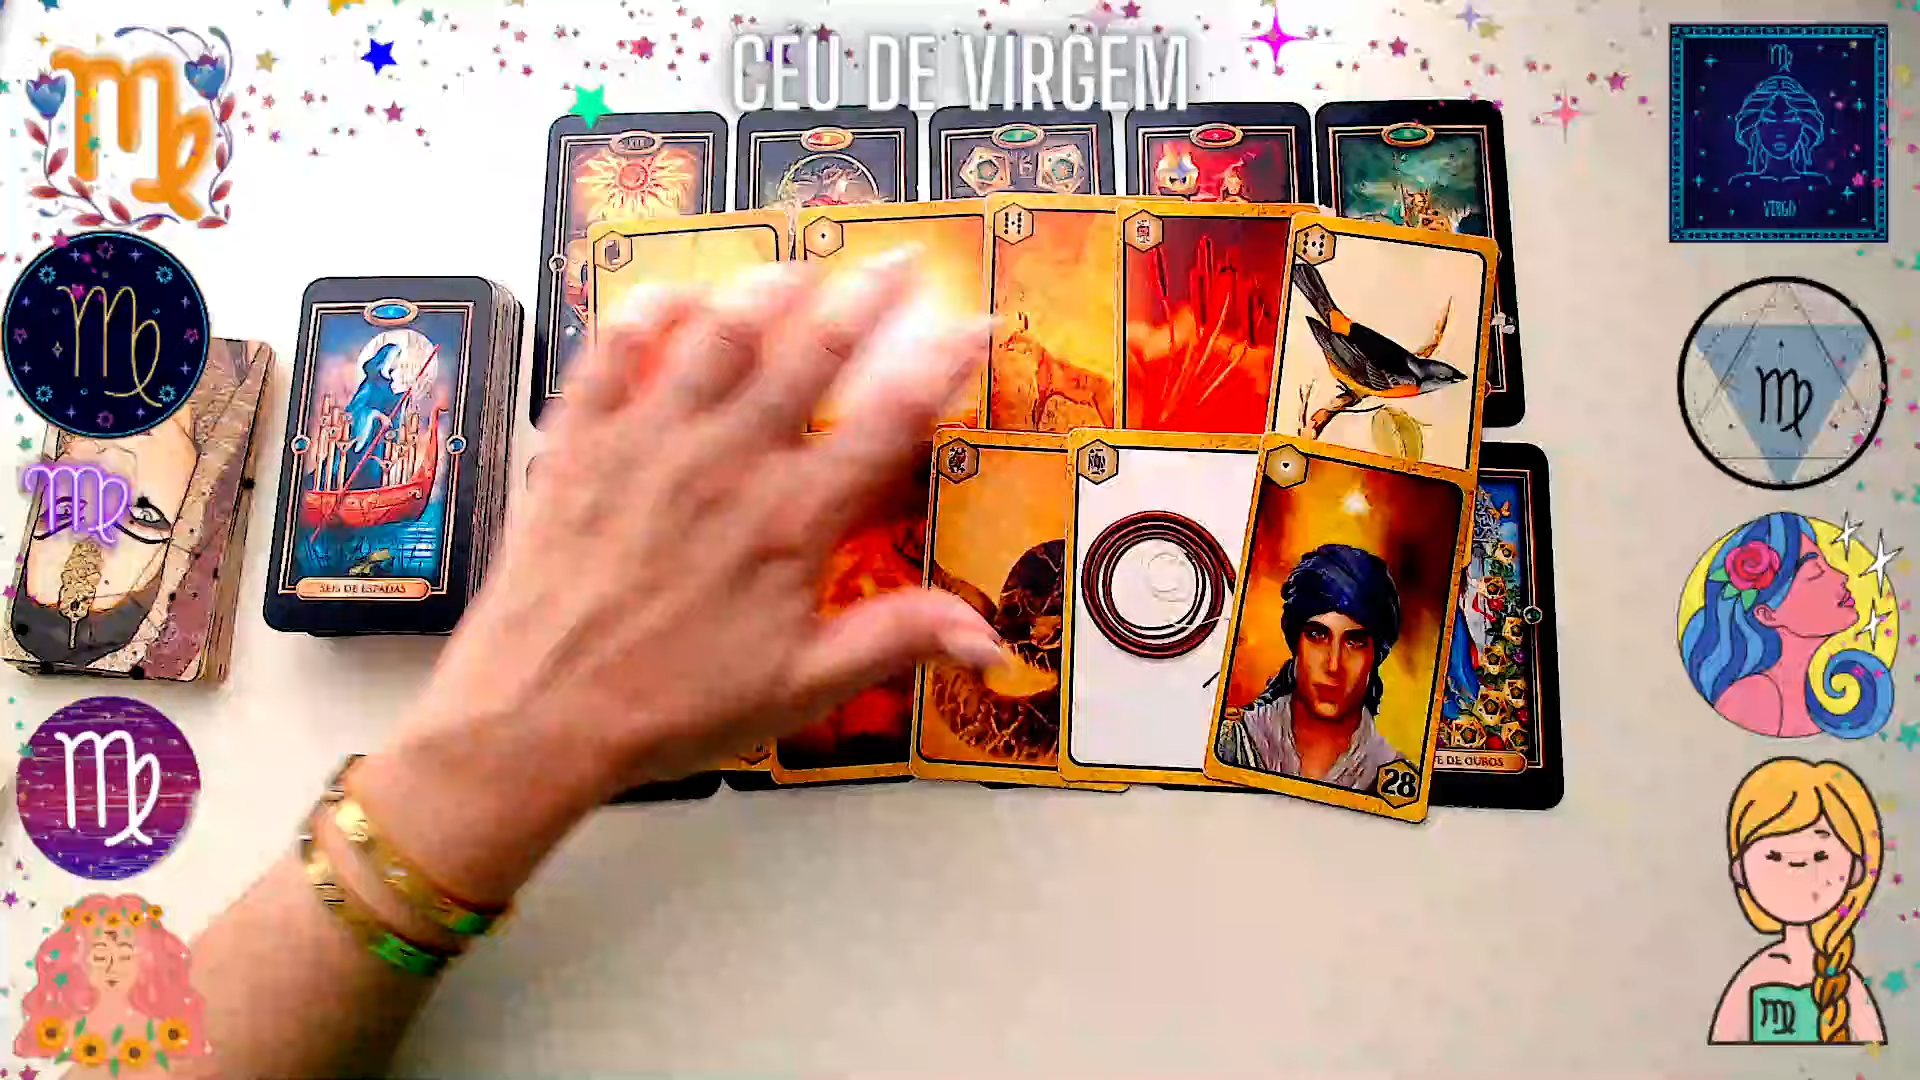 CEU DE VIRGEM
VIRGO
SEIS DE ESPADAS
E DE OUROS
28